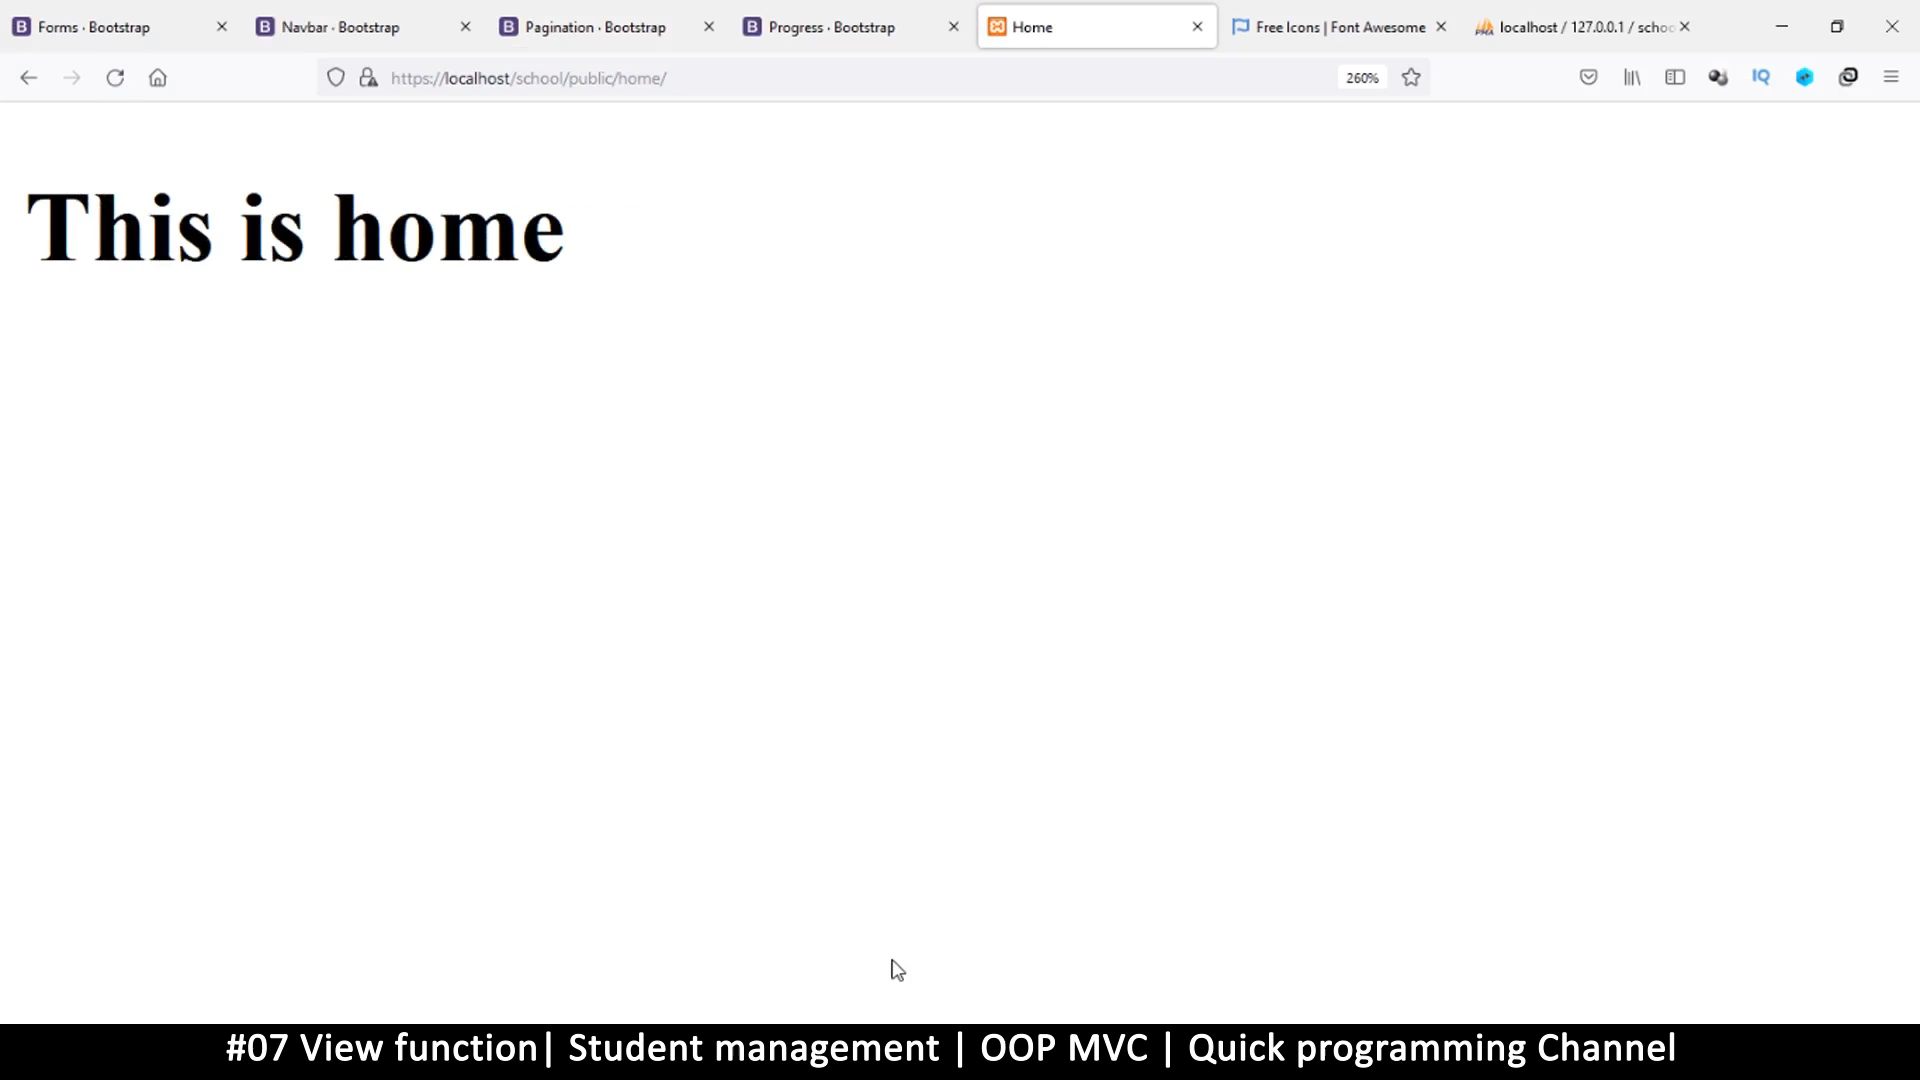 Forms · Bootstrap
Navbar · Bootstrap
Pagination · Bootstrap
Progress · Bootstrap
Home
Free Icons | Font Awesome
localhost / 127.0.0.1 / schoo
https://localhost/school/public/home/
260%
IQ
This is home
#07 View function| Student management | OOP MVC | Quick programming Channel